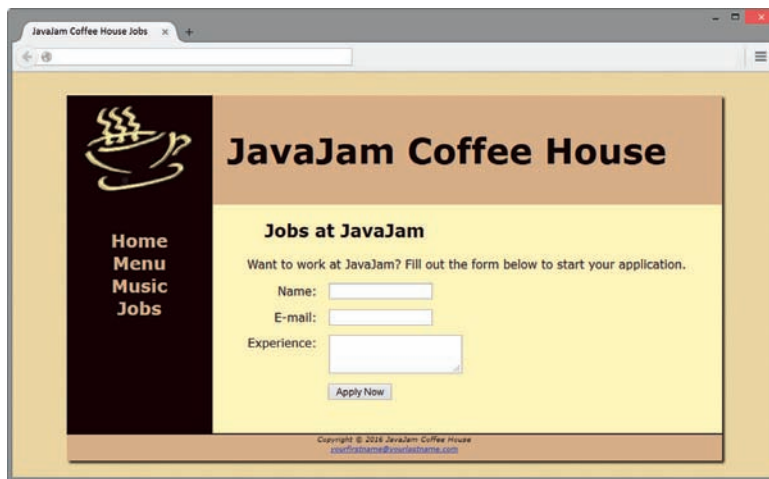 JavaJam Coffee House Jobs
JavaJam Coffee House
Home
Menu
Music
Jobs
Jobs at JavaJam
Want to work at JavaJam? Fill out the form below to start your application.
Name:
E-mail:
Experience:
Apply Now
Copyright © 2016 JavaJam Coffee House
yourfirstname@yourlastname.com